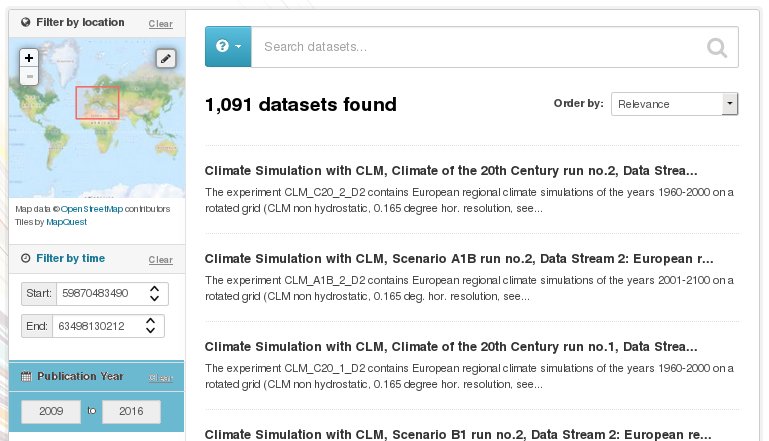 Filter by location Clear
+
-
Map data © OpenStreetMap contributors
Tiles by MapQuest
Filter by time Clear
Start: 59870483490
End: 63498130212
Publication Year Clear
2009 to 2016
? Search datasets...
1,091 datasets found Order by: Relevance
Climate Simulation with CLM, Climate of the 20th Century run no.2, Data Strea...
The experiment CLM_C20_2_D2 contains European regional climate simulations of the years 1960-2000 on a
rotated grid (CLM non hydrostatic, 0.165 degree hor. resolution, see...
Climate Simulation with CLM, Scenario A1B run no.2, Data Stream 2: European r...
The experiment CLM_A1B_2_D2 contains European regional climate simulations of the years 2001-2100 on a
rotated grid (CLM non hydrostatic, 0.165 deg. hor. resolution, see...
Climate Simulation with CLM, Climate of the 20th Century run no.1, Data Strea...
The experiment CLM_C20_1_D2 contains European regional climate simulations of the years 1960-2000 on a
rotated grid (CLM non hydrostatic, 0.165 degree hor. resolution, see...
Climate Simulation with CLM, Scenario B1 run no.2, Data Stream 2: European re...